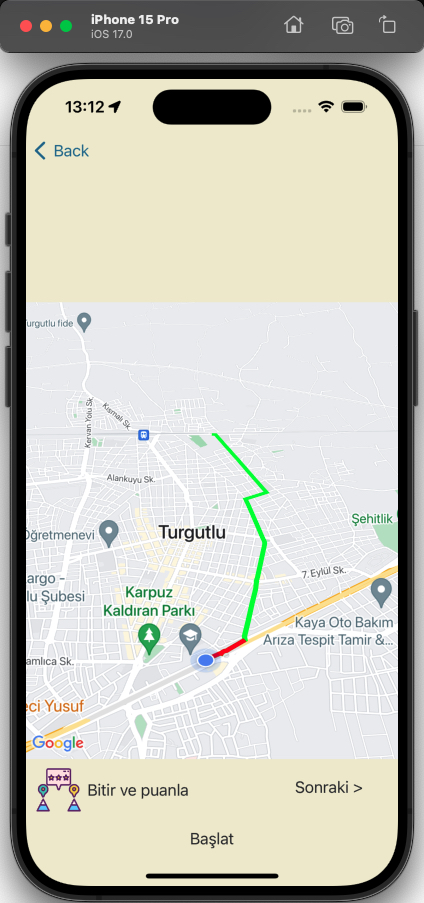 iPhone 15 Pro
iOS 17.0
13:12
Back
Turgutlu fide
Kısmalı Sk.
Kervan Yolu Sk.
Alankuyu Sk.
Öğretmenevi
Turgutlu
Şehitlik
7. Eylül Sk.
argo -
lu Şubesi
Karpuz
Kaldıran Parkı
Kaya Oto Bakım
Arıza Tespit Tamir &...
amlıca Sk.
eci Yusuf
Google
Bitir ve puanla
Sonraki >
Başlat